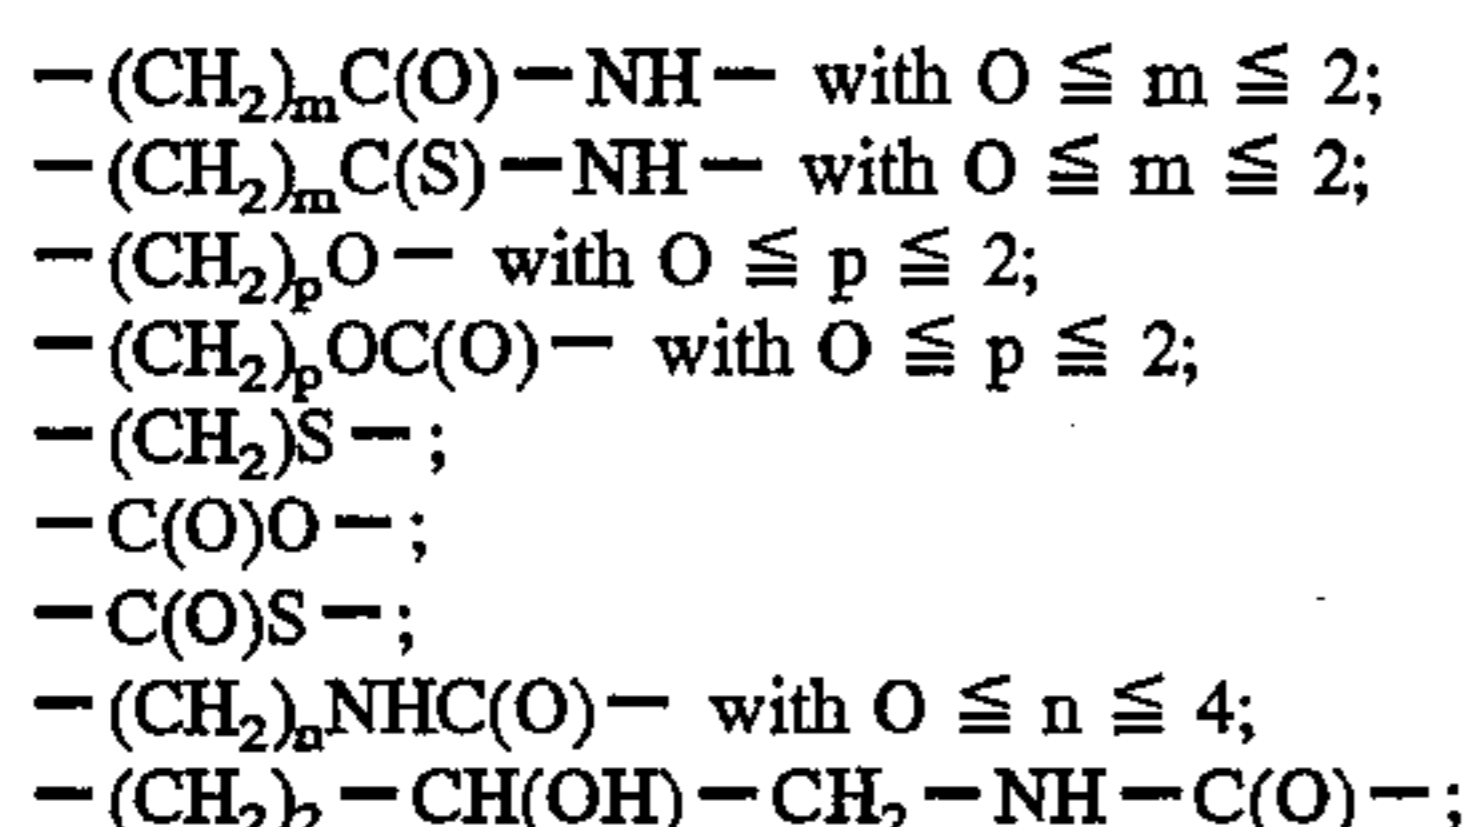 —(CH₂)ₘC(O)—NH— with O ≦ m ≦ 2;
—(CH₂)ₘC(S)—NH— with O ≦ m ≦ 2;
—(CH₂)ₚO— with O ≦ p ≦ 2;
—(CH₂)ₚOC(O)— with O ≦ p ≦ 2;
—(CH₂)S—;
—C(O)O—;
—C(O)S—;
—(CH₂)ₙNHC(O)— with O ≦ n ≦ 4;
—(CH₂)₂—CH(OH)—CH₂—NH—C(O)—;